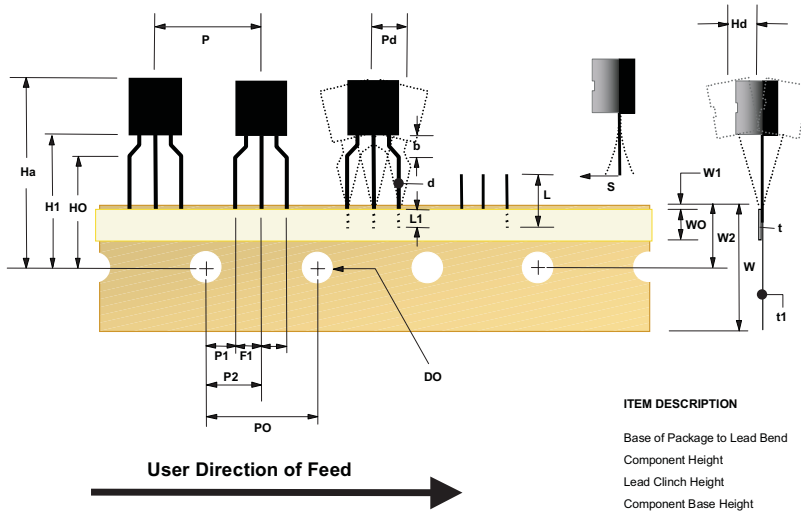 P
Pd
Hd
Ha
H1
HO
b
d
L1
L
S
W1
WO
W2
W
t
t1
P1
F1
P2
PO
DO
ITEM DESCRIPTION
Base of Package to Lead Bend
Component Height
Lead Clinch Height
Component Base Height
User Direction of Feed